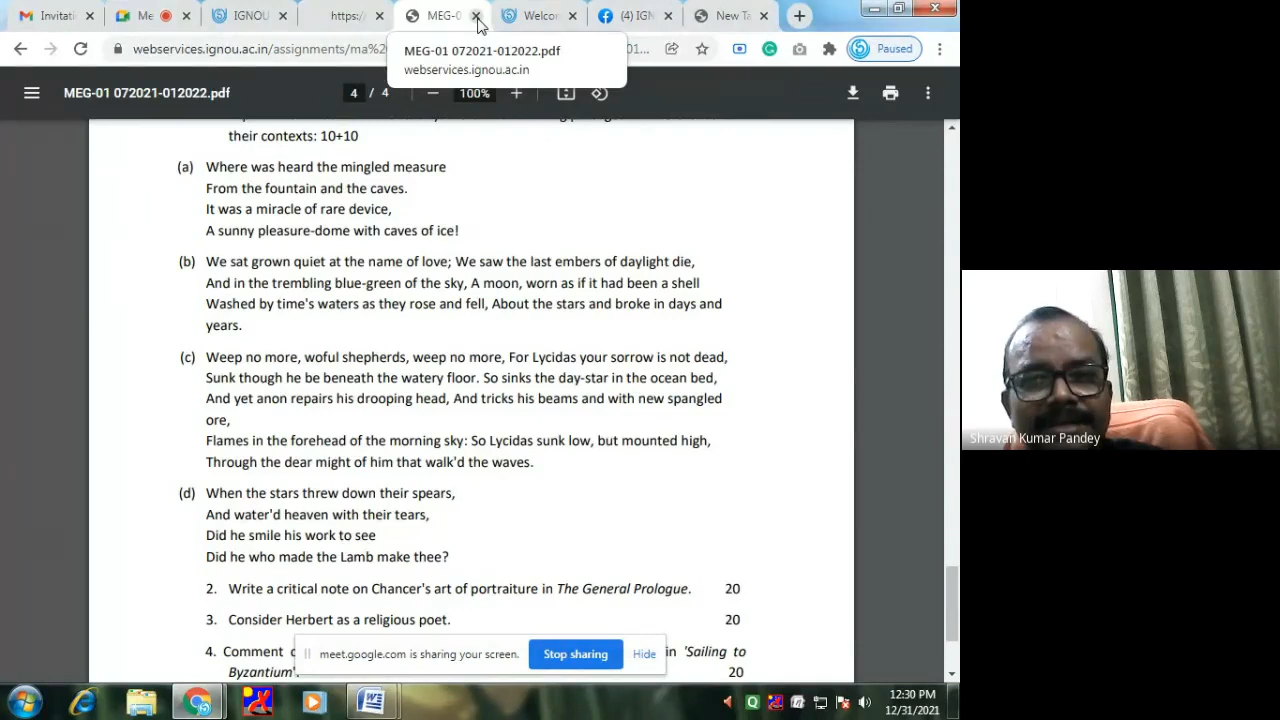 Invitati
Me
IGNOU
https:/
MEG-0
Welcom
(4) IGN
New Ta
webservices.ignou.ac.in/assignments/ma%2
01...
Paused
MEG-01 072021-012022.pdf
webservices.ignou.ac.in
MEG-01 072021-012022.pdf
4 / 4
100%
their contexts: 10+10
(a) Where was heard the mingled measure
From the fountain and the caves.
It was a miracle of rare device,
A sunny pleasure-dome with caves of ice!
(b) We sat grown quiet at the name of love; We saw the last embers of daylight die,
And in the trembling blue-green of the sky, A moon, worn as if it had been a shell
Washed by time's waters as they rose and fell, About the stars and broke in days and
years.
(c) Weep no more, woful shepherds, weep no more, For Lycidas your sorrow is not dead,
Sunk though he be beneath the watery floor. So sinks the day-star in the ocean bed,
And yet anon repairs his drooping head, And tricks his beams and with new spangled
ore,
Flames in the forehead of the morning sky: So Lycidas sunk low, but mounted high,
Through the dear might of him that walk'd the waves.
Shravan Kumar Pandey
(d) When the stars threw down their spears,
And water'd heaven with their tears,
Did he smile his work to see
Did he who made the Lamb make thee?
2. Write a critical note on Chancer's art of portraiture in The General Prologue. 20
3. Consider Herbert as a religious poet. 20
4. Comment
in 'Sailing to
Byzantium'. 20
meet.google.com is sharing your screen. Stop sharing Hide
12:30 PM
12/31/2021